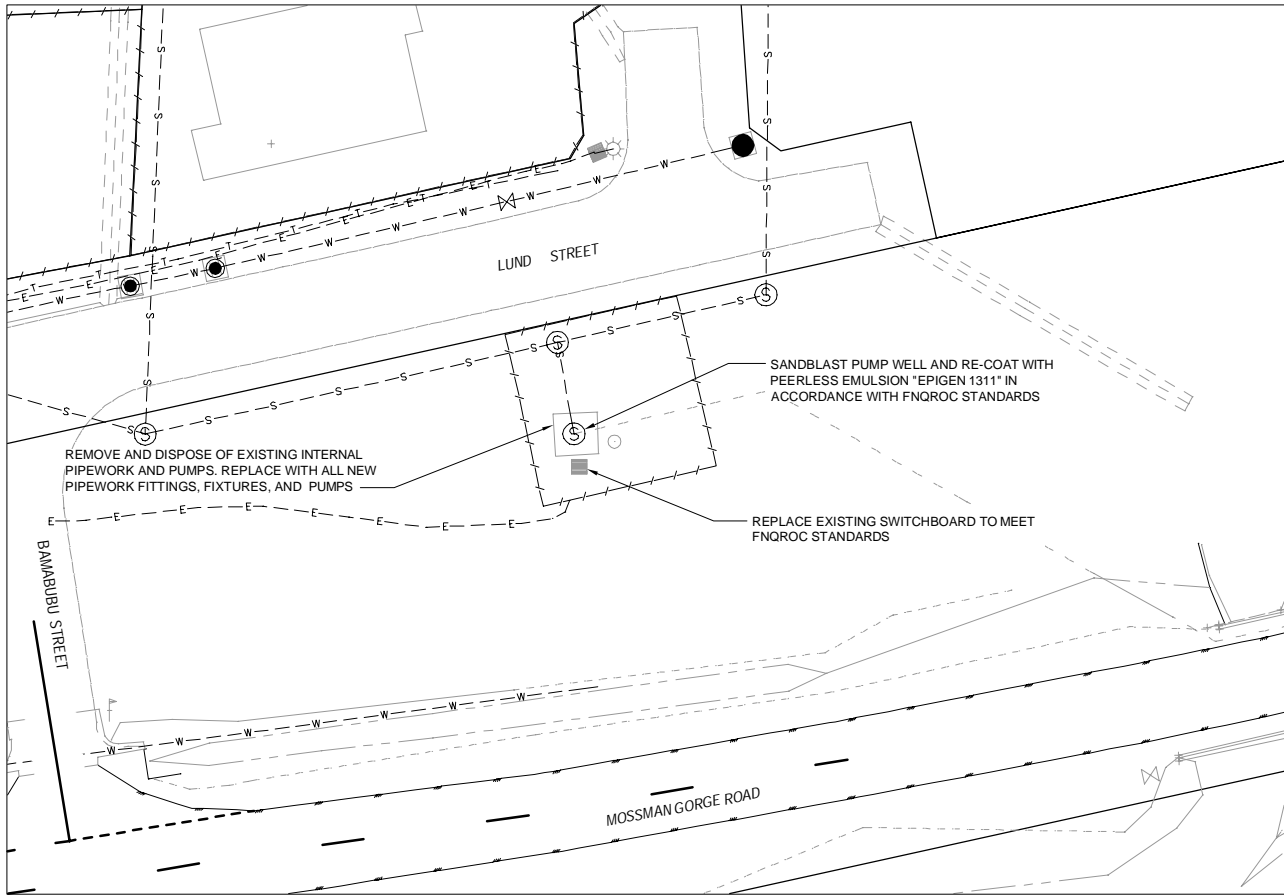 LUND STREET
SANDBLAST PUMP WELL AND RE-COAT WITH
PEERLESS EMULSION "EPIGEN 1311" IN
ACCORDANCE WITH FNQROC STANDARDS
REMOVE AND DISPOSE OF EXISTING INTERNAL
PIPEWORK AND PUMPS. REPLACE WITH ALL NEW
PIPEWORK FITTINGS, FIXTURES, AND PUMPS
REPLACE EXISTING SWITCHBOARD TO MEET
FNQROC STANDARDS
BAMABUBU STREET
MOSSMAN GORGE ROAD